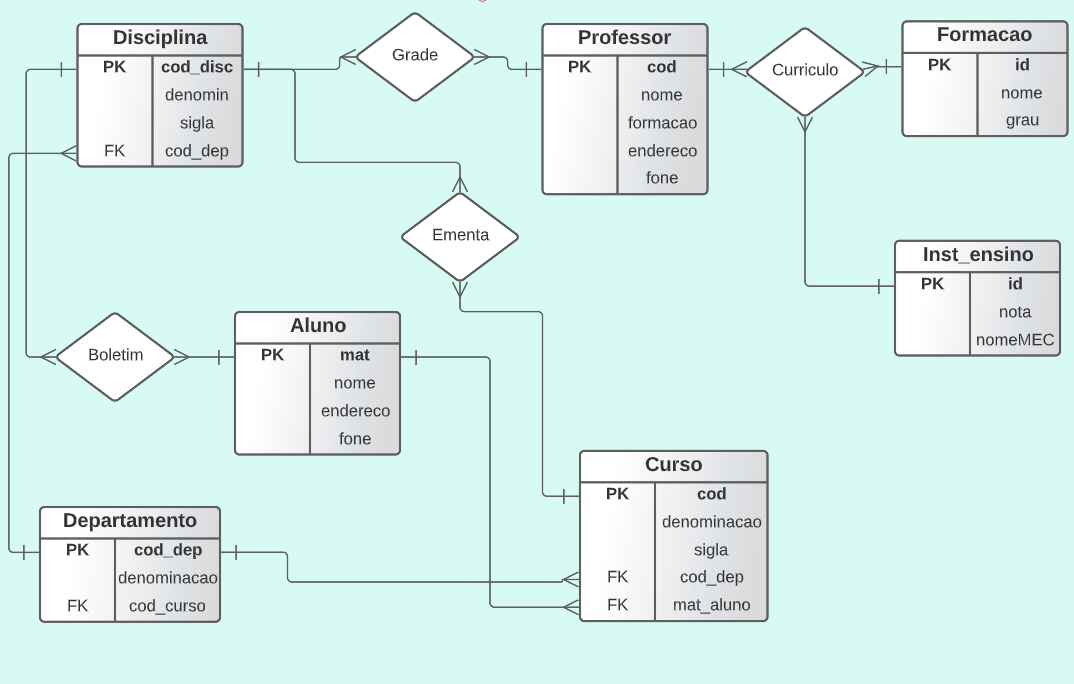 Disciplina
PK cod_disc
denomin
sigla
FK cod_dep
Grade
Professor
PK cod
nome
formacao
endereco
fone
Curriculo
Formacao
PK id
nome
grau
Ementa
Inst_ensino
PK id
nota
nomeMEC
Boletim
Aluno
PK mat
nome
endereco
fone
Curso
PK cod
denominacao
sigla
FK cod_dep
FK mat_aluno
Departamento
PK cod_dep
denominacao
FK cod_curso